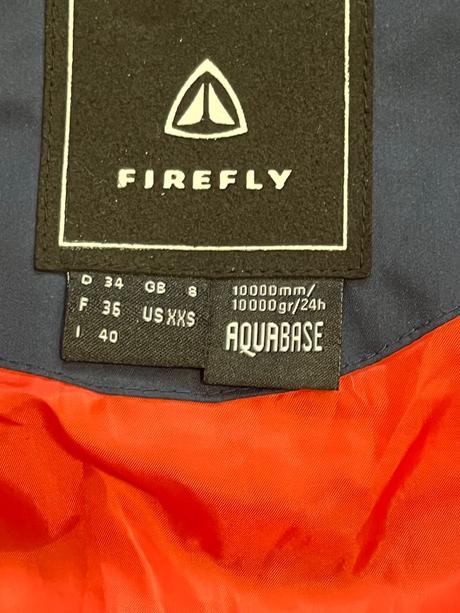 FIREFLY
D 34 GB 8
F 36 US XXS
I 40
10000mm/
10000gr/24h
AQUABASE